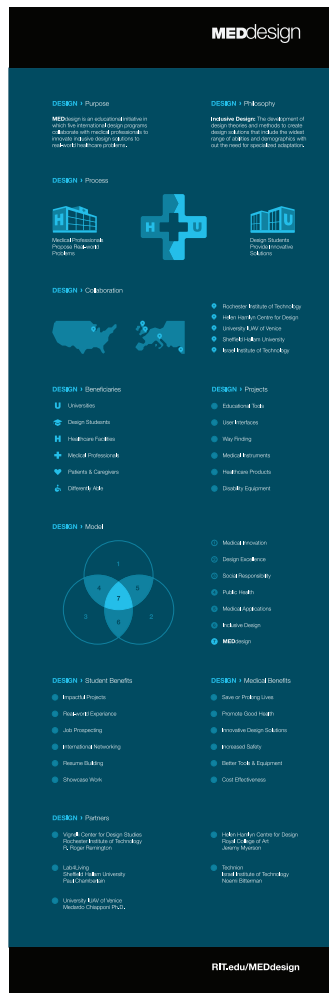 MEDdesign
DESIGN › Purpose
MEDdesign is an educational initiative in
which five international design programs
collaborate with medical professionals to
innovate inclusive design solutions to
real-world healthcare problems.
DESIGN › Philosophy
Inclusive Design: The development of
design theories and methods to create
design solutions that include the widest
range of abilities and demographics with
out the need for specialized adaptation.
DESIGN › Process
H
Medical Professionals
Propose Real-world
Problems
H U
U
Design Students
Provide Innovative
Solutions
DESIGN › Collaboration
Rochester Institute of Technology
Helen Hamlyn Centre for Design
University IUAV of Venice
Sheffield Hallam University
Israel Institute of Technology
DESIGN › Beneficiaries
U Universities
Design Studesnts
H Healthcare Facilities
Medical Professionals
Patients & Caregivers
Differently Able
DESIGN › Projects
Educational Tools
User Interfaces
Way Finding
Medical Instruments
Healthcare Products
Disability Equipment
DESIGN › Model
1
4 5
7
3 2
6
1 Medical Innovation
2 Design Excellence
3 Social Responsibility
4 Public Health
5 Medical Applications
6 Inclusive Design
7 MEDdesign
DESIGN › Student Benefits
Impactful Projects
Real-world Experience
Job Prospecting
International Networking
Resume Building
Showcase Work
DESIGN › Medical Benefits
Save or Prolong Lives
Promote Good Health
Innovative Design Solutions
Increased Safety
Better Tools & Equipment
Cost Effectiveness
DESIGN › Partners
Vignelli Center for Design Studies
Rochester Institute of Technology
R. Roger Remington
Lab4Living
Sheffield Hallam University
Paul Chamberlain
University IUAV of Venice
Medardo Chiapponi Ph.D.
Helen Hamlyn Centre for Design
Royal College of Art
Jeremy Myerson
Technion
Israel Institute of Technology
Noemi Bitterman
RIT.edu/MEDdesign